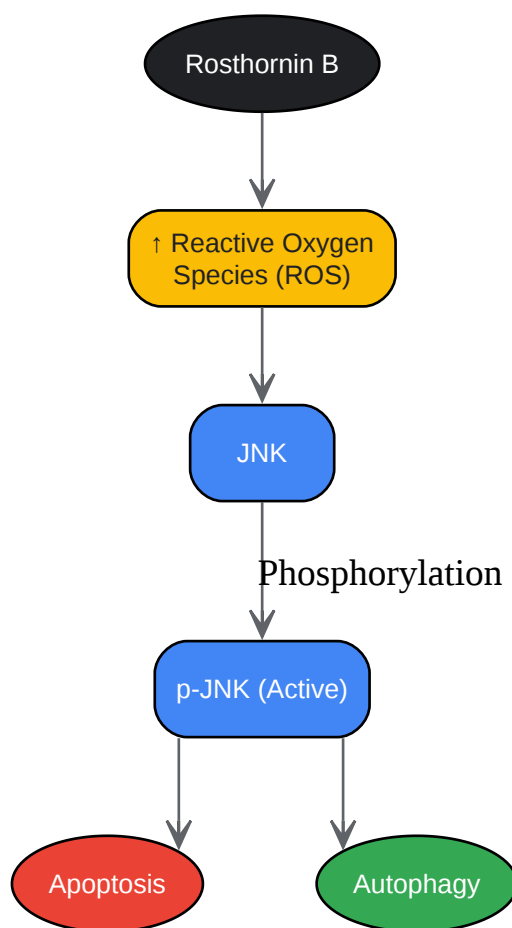 Rosthornin B
↑ Reactive Oxygen
Species (ROS)
JNK
Phosphorylation
p-JNK (Active)
Apoptosis
Autophagy